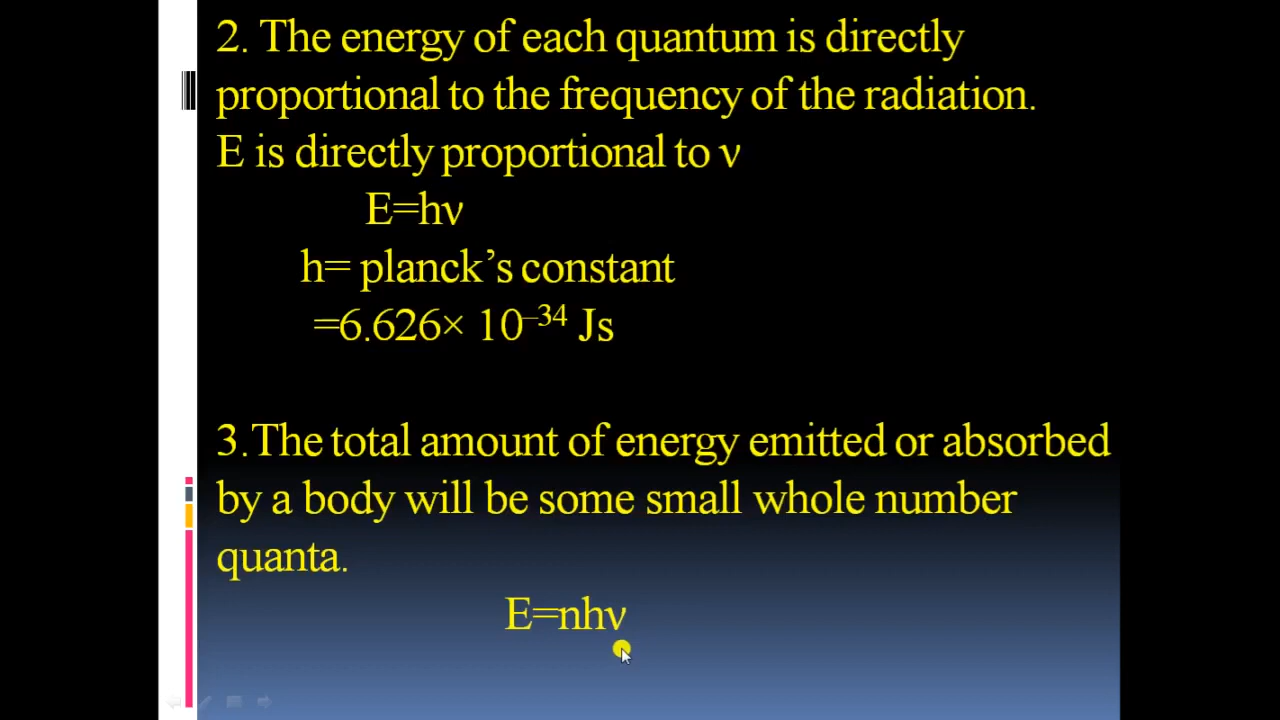 2. The energy of each quantum is directly
proportional to the frequency of the radiation.
E is directly proportional to ν
E=hν
h= planck’s constant
=6.626× 10⁻³⁴ Js
3.The total amount of energy emitted or absorbed
by a body will be some small whole number
quanta.
E=nhν